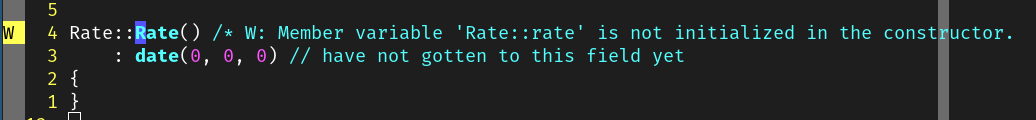 5
W 4 Rate::Rate() /* W: Member variable 'Rate::rate' is not initialized in the constructor.
3 : date(0, 0, 0) // have not gotten to this field yet
2 {
1 }